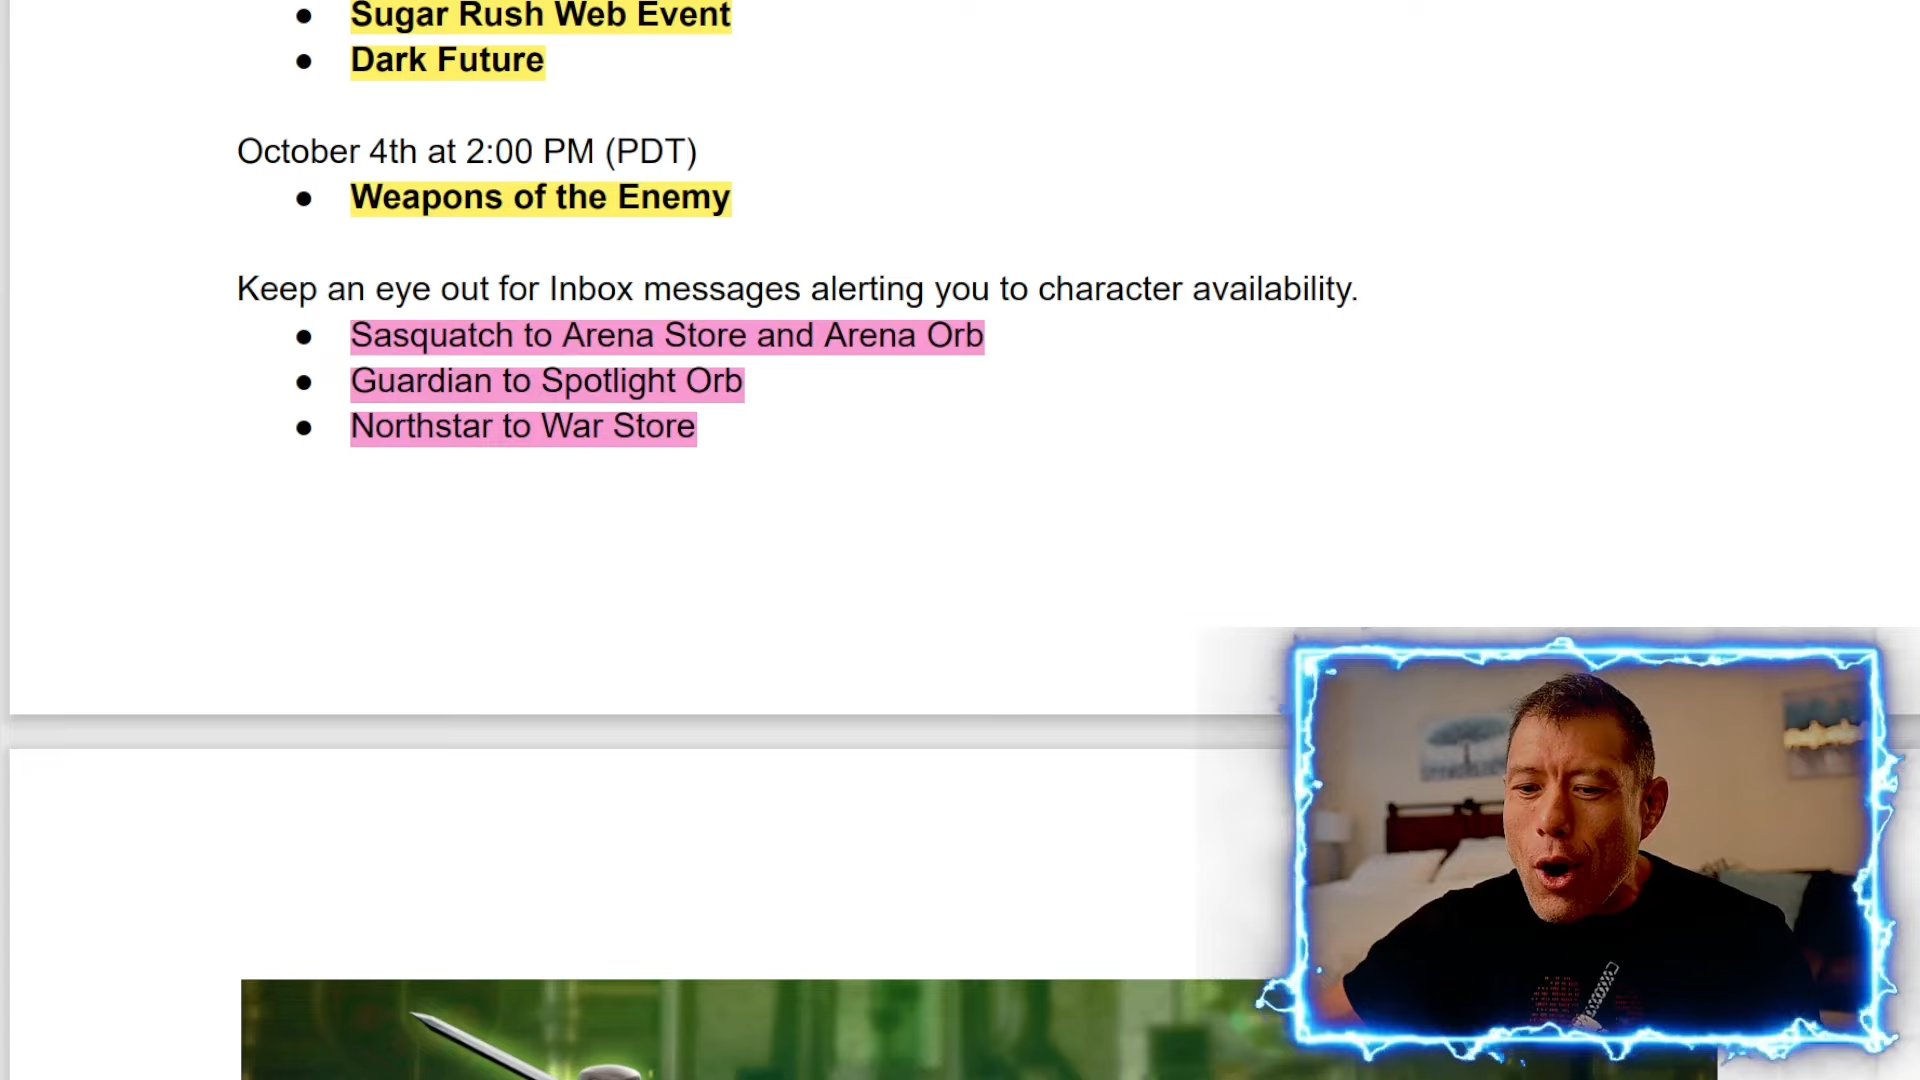 Sugar Rush Web Event
Dark Future
October 4th at 2:00 PM (PDT)
Weapons of the Enemy
Keep an eye out for Inbox messages alerting you to character availability.
Sasquatch to Arena Store and Arena Orb
Guardian to Spotlight Orb
Northstar to War Store